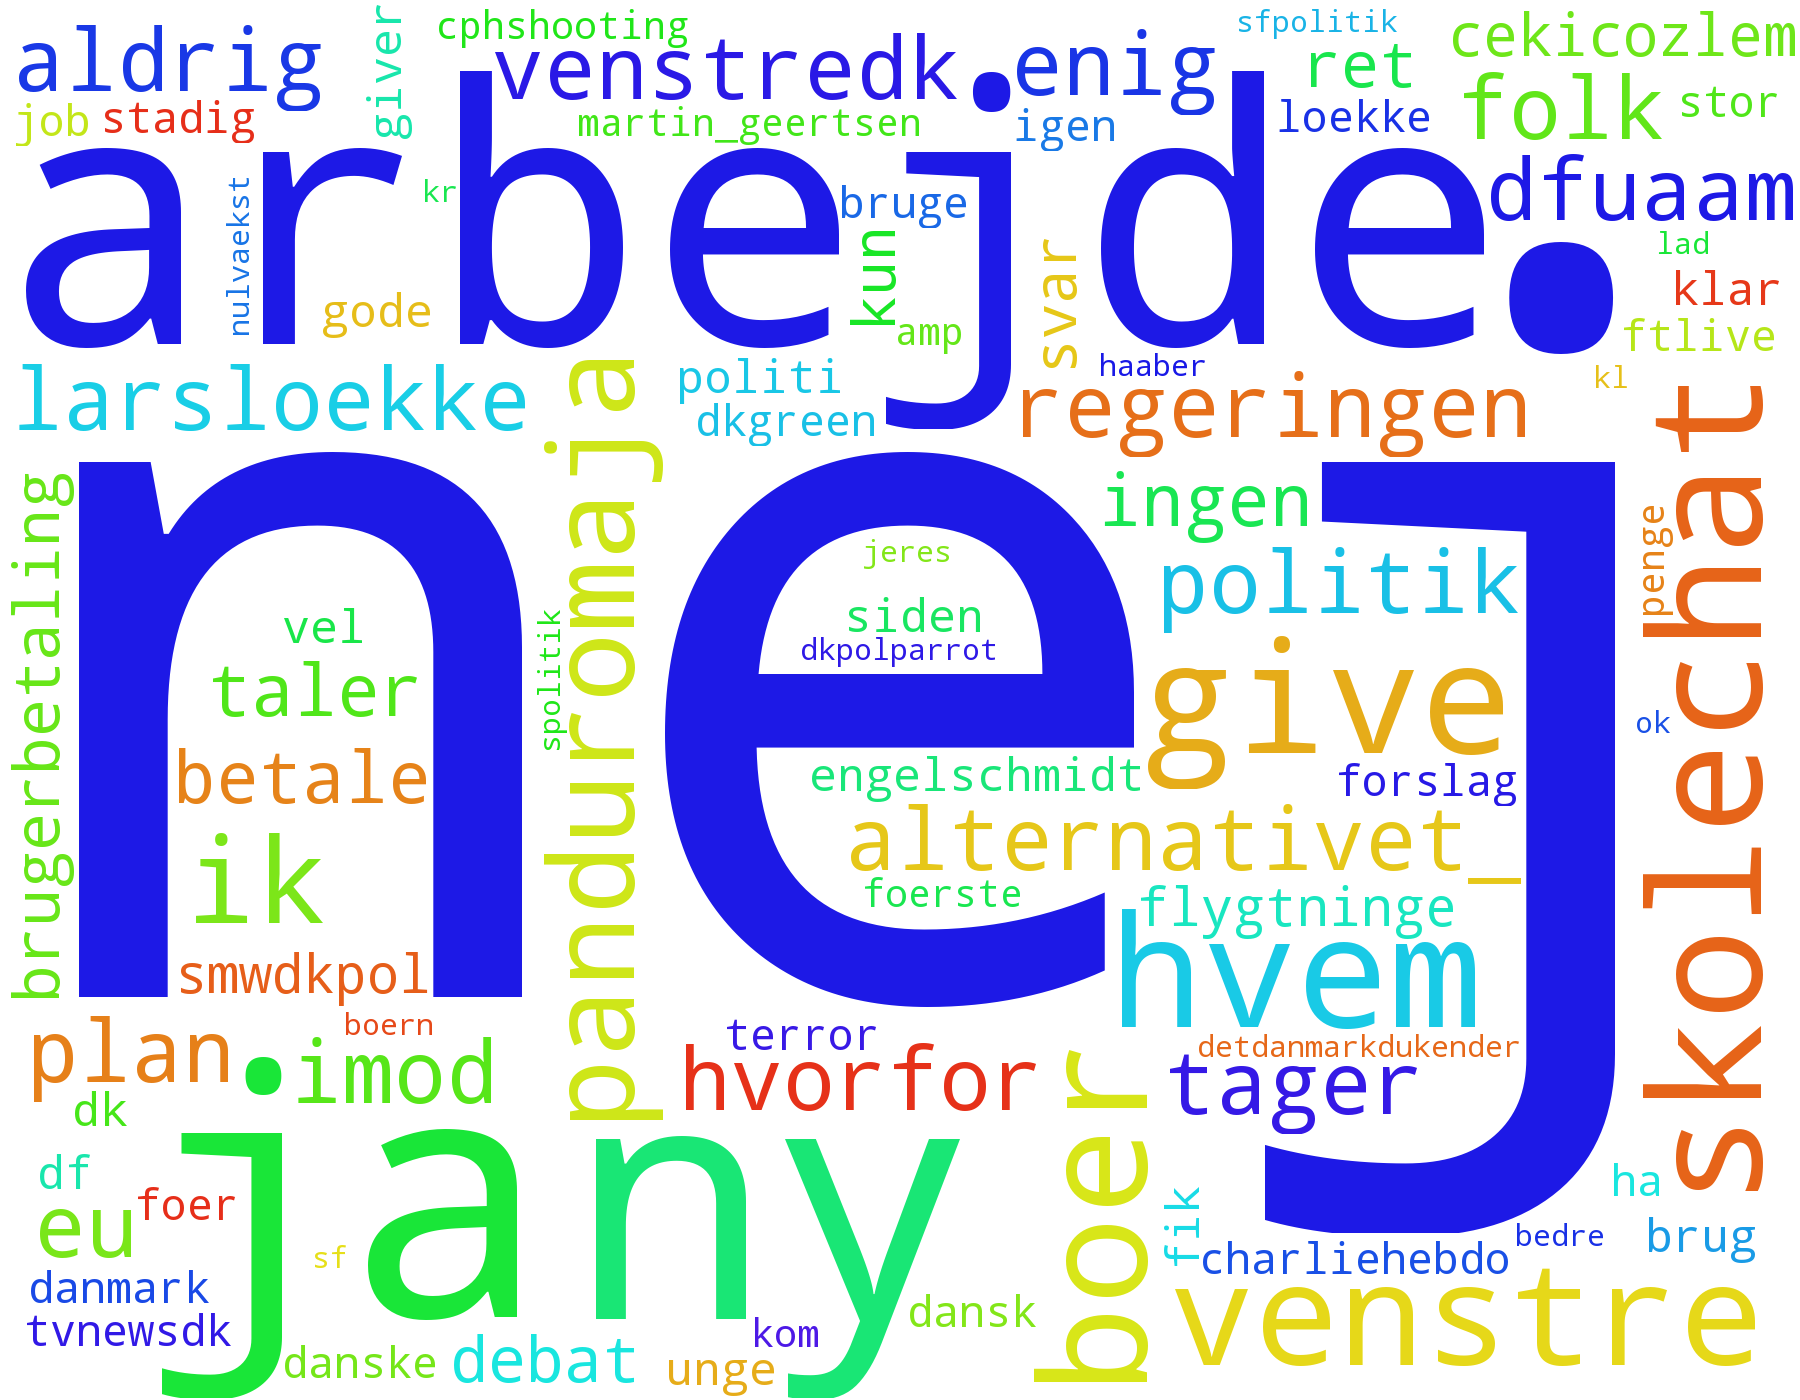 aldrig
giver
cphshooting
venstredk
enig
sfpolitik
ret
cekicozlem
job
stadig
martin_geertsen
igen
loekke
folk
stor
arbejde
nulvaekst
kr
bruge
dfuaam
gode
kun
amp
svar
lad
klar
ftlive
larsloekke
politi
dkgreen
haaber
regeringen
kl
panduromaja
nej
ingen
skolechat
penge
brugerbetaling
jeres
siden
dkpolparrot
politik
vel
taler
spolitik
give
ok
betale
engelschmidt
forslag
ik
alternativet_
foerste
flygtninge
hvem
smwdkpol
plan
boern
imod
terror
hvorfor
boer
detdanmarkdukender
tager
dk
jany
df
foer
eu
ha
fik
brug
bedre
charliehebdo
sf
danmark
tvnewsdk
dansk
venstre
danske
debat
kom
unge